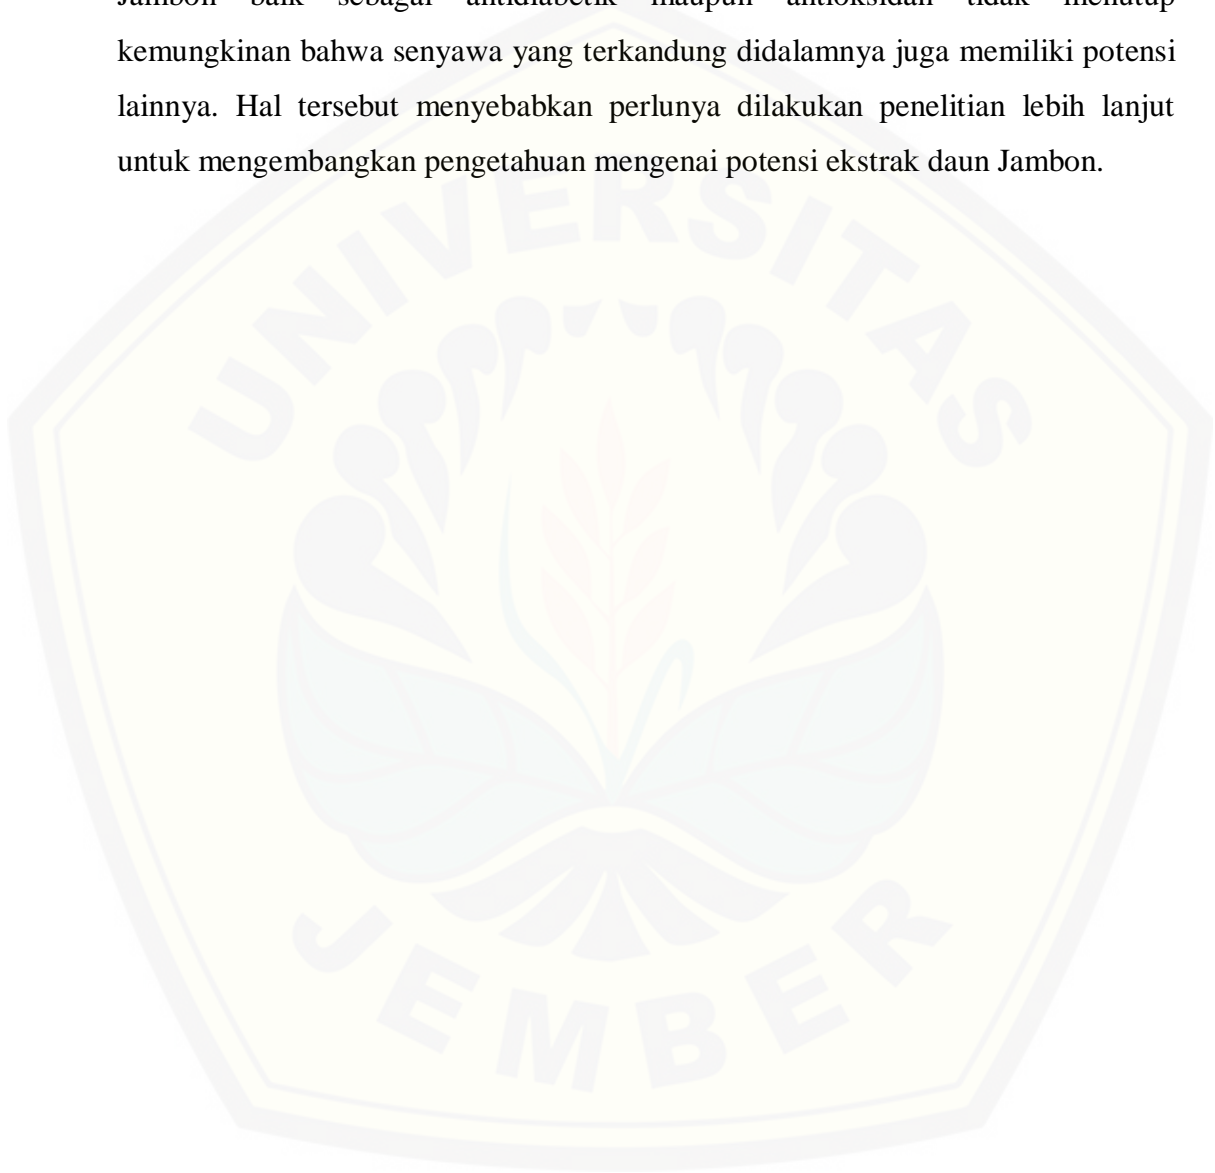 Jambon baik sebagai antidiabetik maupun antioksidan tidak menutup
kemungkinan bahwa senyawa yang terkandung didalamnya juga memiliki potensi
lainnya. Hal tersebut menyebabkan perlunya dilakukan penelitian lebih lanjut
untuk mengembangkan pengetahuan mengenai potensi ekstrak daun Jambon.
UNIVERSITAS
JEMBER